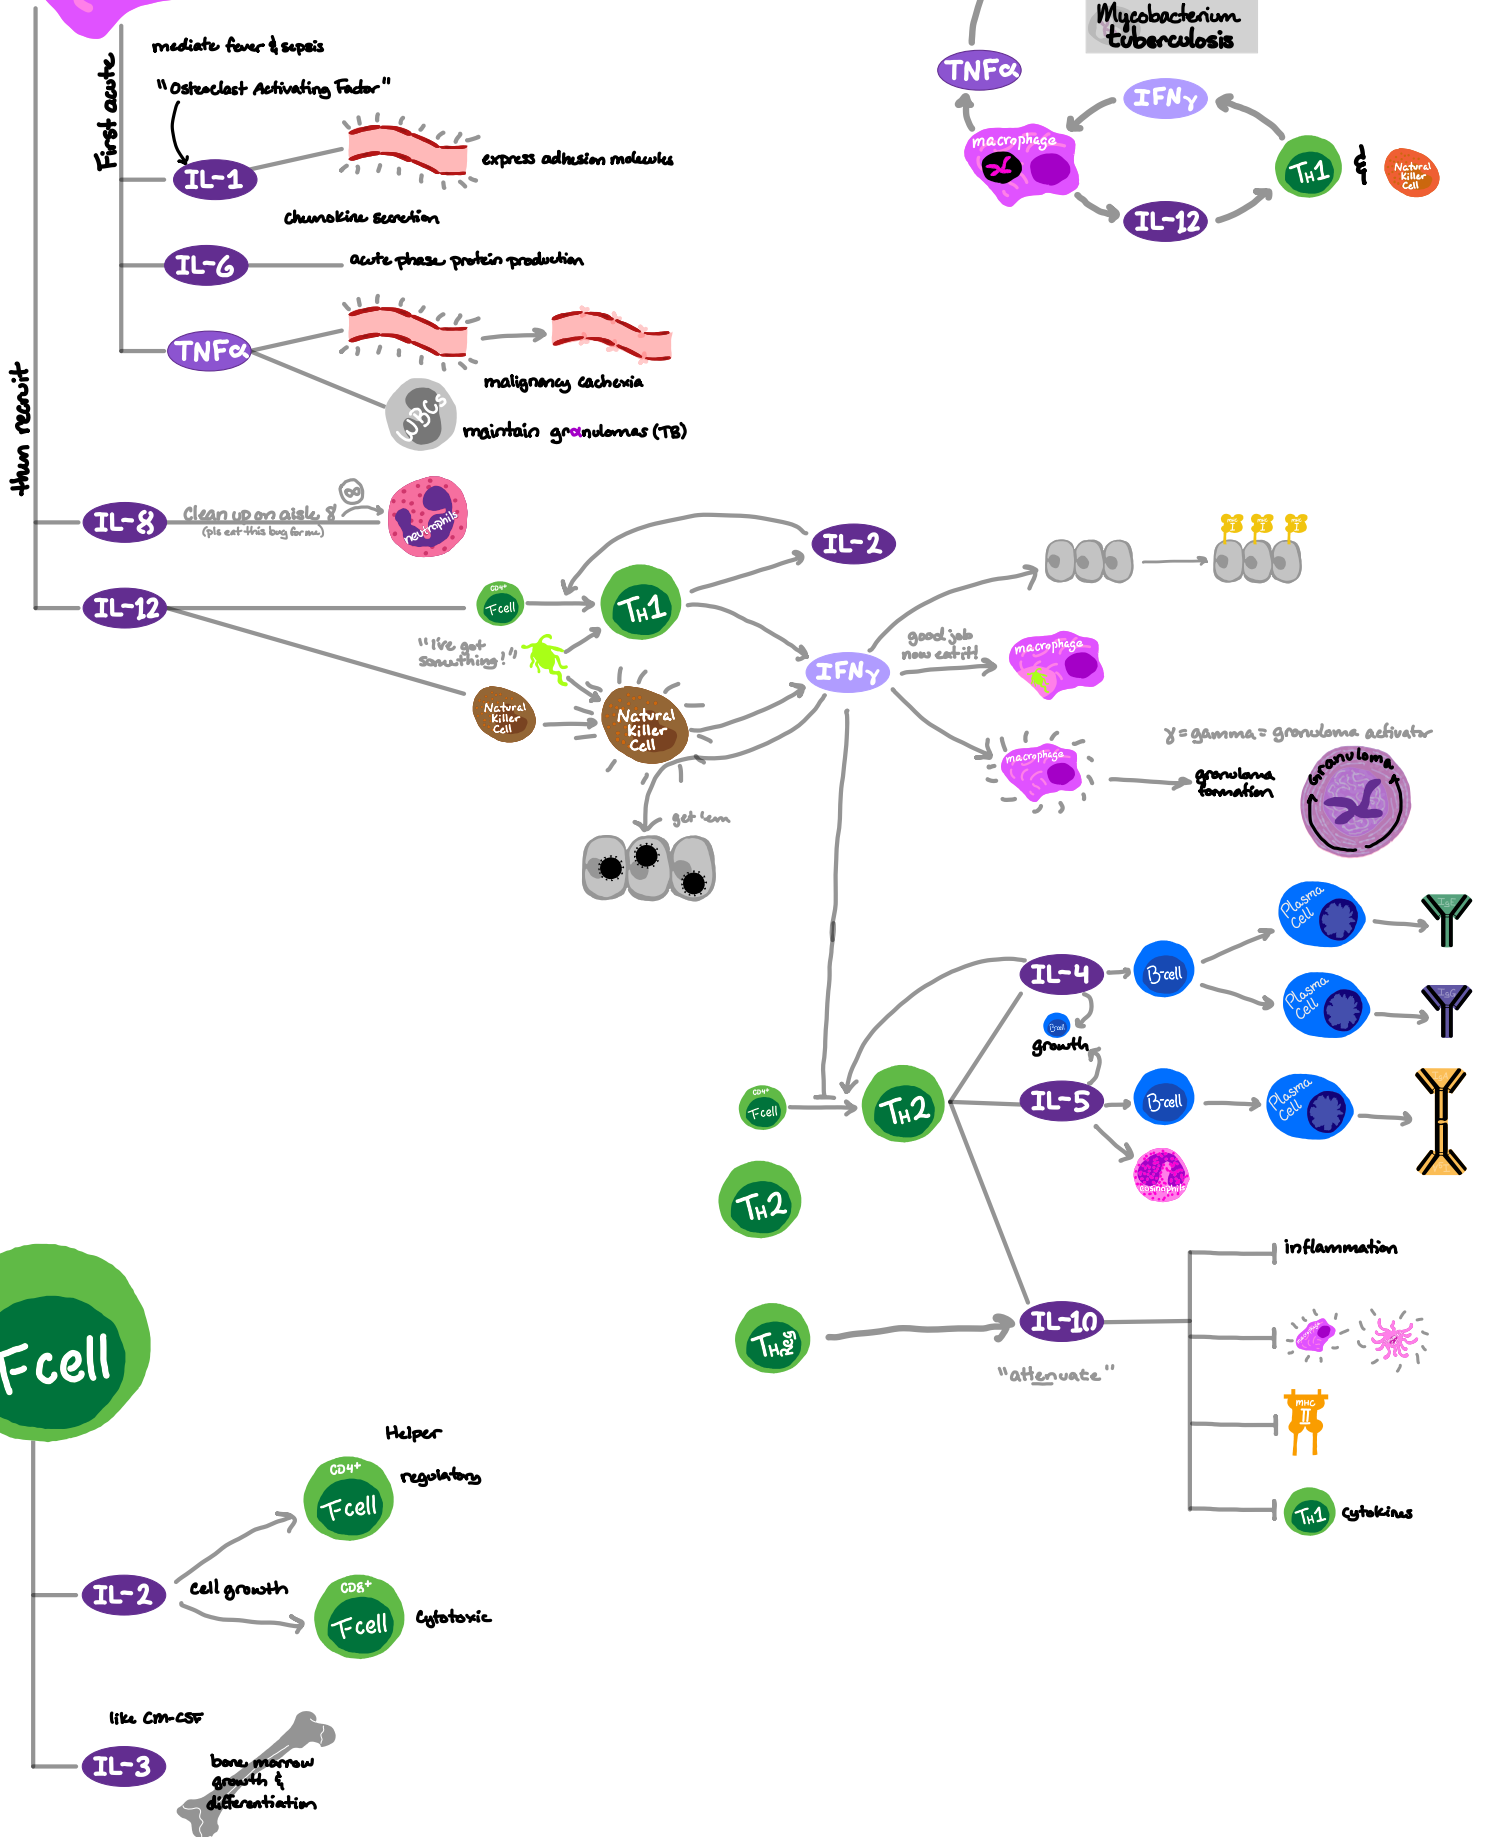 Mycobacterium
tuberculosis
TNFα
IFNγ
macrophage
TH1
&
Natural
Killer
Cell
IL-12
First acute
mediate fever & sepsis
"Osteoclast Activating Factor"
IL-1
express adhesion molecules
chemokine secretion
IL-6
acute phase protein production
TNFα
malignancy cachexia
WBCs
maintain granulomas (TB)
then recruit
IL-8
Clean up on aisle 8
(pls eat this bug for me)
8
neutrophils
IL-12
CD4+
T-cell
TH1
IL-2
"I've got
something!"
Natural
Killer
Cell
Natural
Killer
Cell
IFNγ
good job
now eat it!
macrophage
macrophage
γ = gamma = granuloma activator
granuloma
formation
Granuloma
get 'em
I
I
I
IL-4
B-cell
Plasma
Cell
IgE
Plasma
Cell
IgG
B-cell
growth
CD4+
T-cell
TH2
IL-5
B-cell
Plasma
Cell
eosinophils
TH2
THreg
IL-10
"attenuate"
inflammation
MHC
II
TH1
cytokines
T-cell
Helper
CD4+
T-cell
regulatory
IL-2
cell growth
CD8+
T-cell
Cytotoxic
like CM-CSF
IL-3
bone marrow
growth &
differentiation